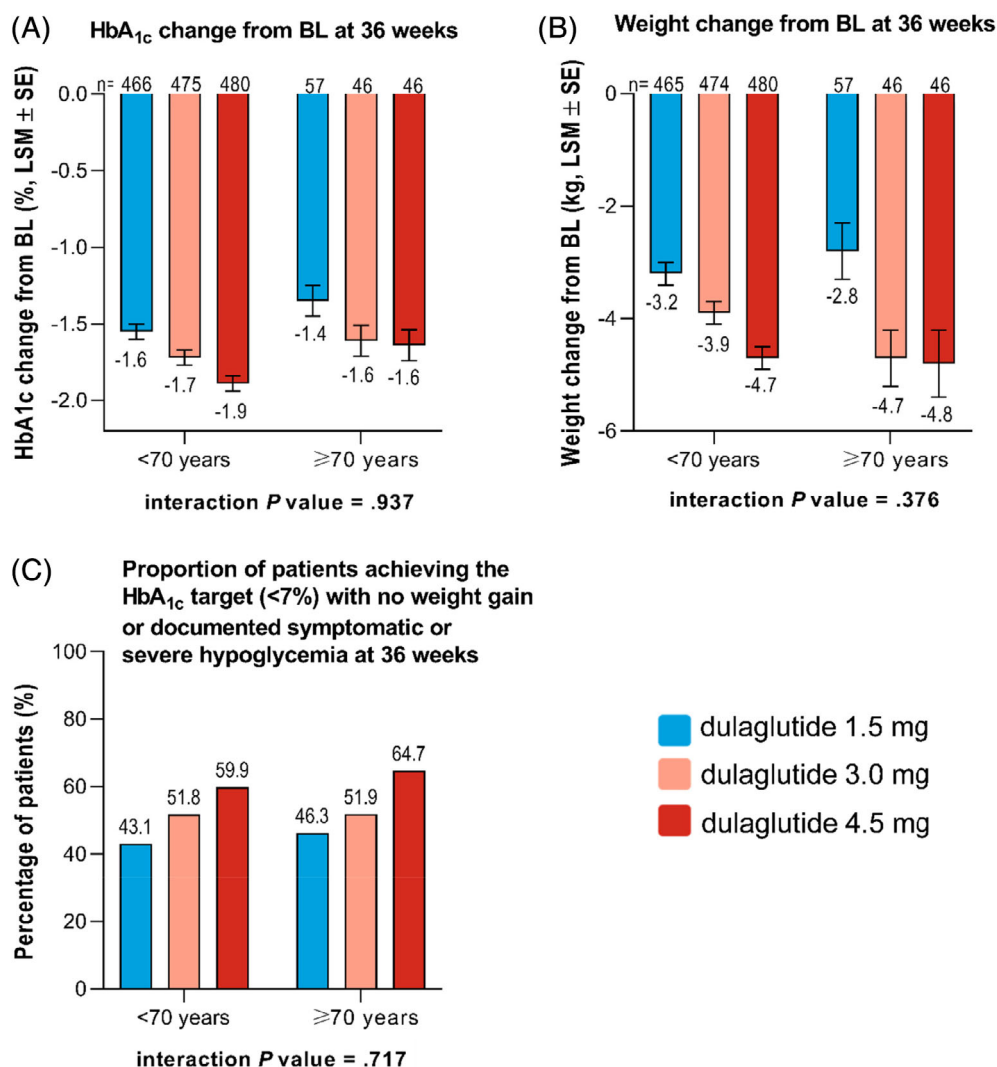 (A) HbA1c change from BL at 36 weeks
HbA1c change from BL (%, LSM ± SE)
n= 466 475 480 57 46 46
0.0
-0.5
-1.0
-1.5
-2.0
-1.6
-1.7
-1.9
-1.4
-1.6
-1.6
<70 years
≥70 years
interaction P value = .937
(B) Weight change from BL at 36 weeks
Weight change from BL (kg, LSM ± SE)
n= 465 474 480 57 46 46
0
-2
-4
-6
-3.2
-3.9
-4.7
-2.8
-4.7
-4.8
<70 years
≥70 years
interaction P value = .376
(C) Proportion of patients achieving the
HbA1c target (<7%) with no weight gain
or documented symptomatic or
severe hypoglycemia at 36 weeks
Percentage of patients (%)
100
80
60
40
20
0
43.1
51.8
59.9
46.3
51.9
64.7
<70 years
≥70 years
interaction P value = .717
dulaglutide 1.5 mg
dulaglutide 3.0 mg
dulaglutide 4.5 mg